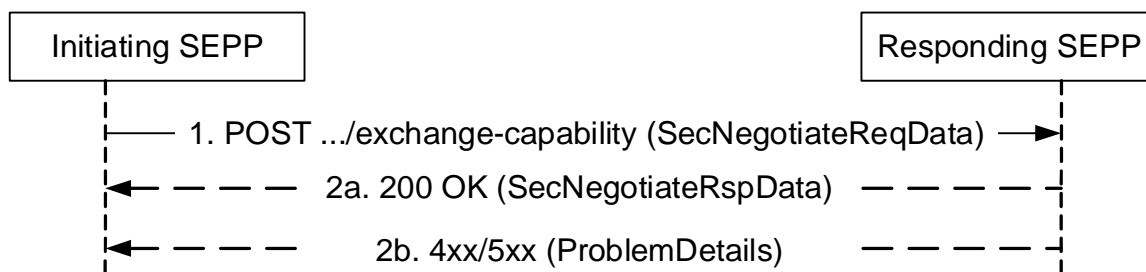 Initiating SEPP
Responding SEPP
1. POST .../exchange-capability (SecNegotiateReqData)
2a. 200 OK (SecNegotiateRspData)
2b. 4xx/5xx (ProblemDetails)